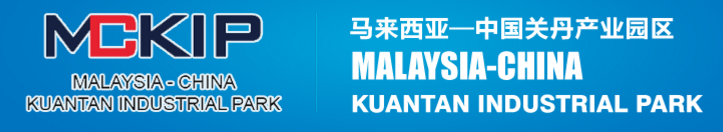 MCKIP
MALAYSIA - CHINA
KUANTAN INDUSTRIAL PARK
马来西亚—中国关丹产业园区
MALAYSIA-CHINA
KUANTAN INDUSTRIAL PARK